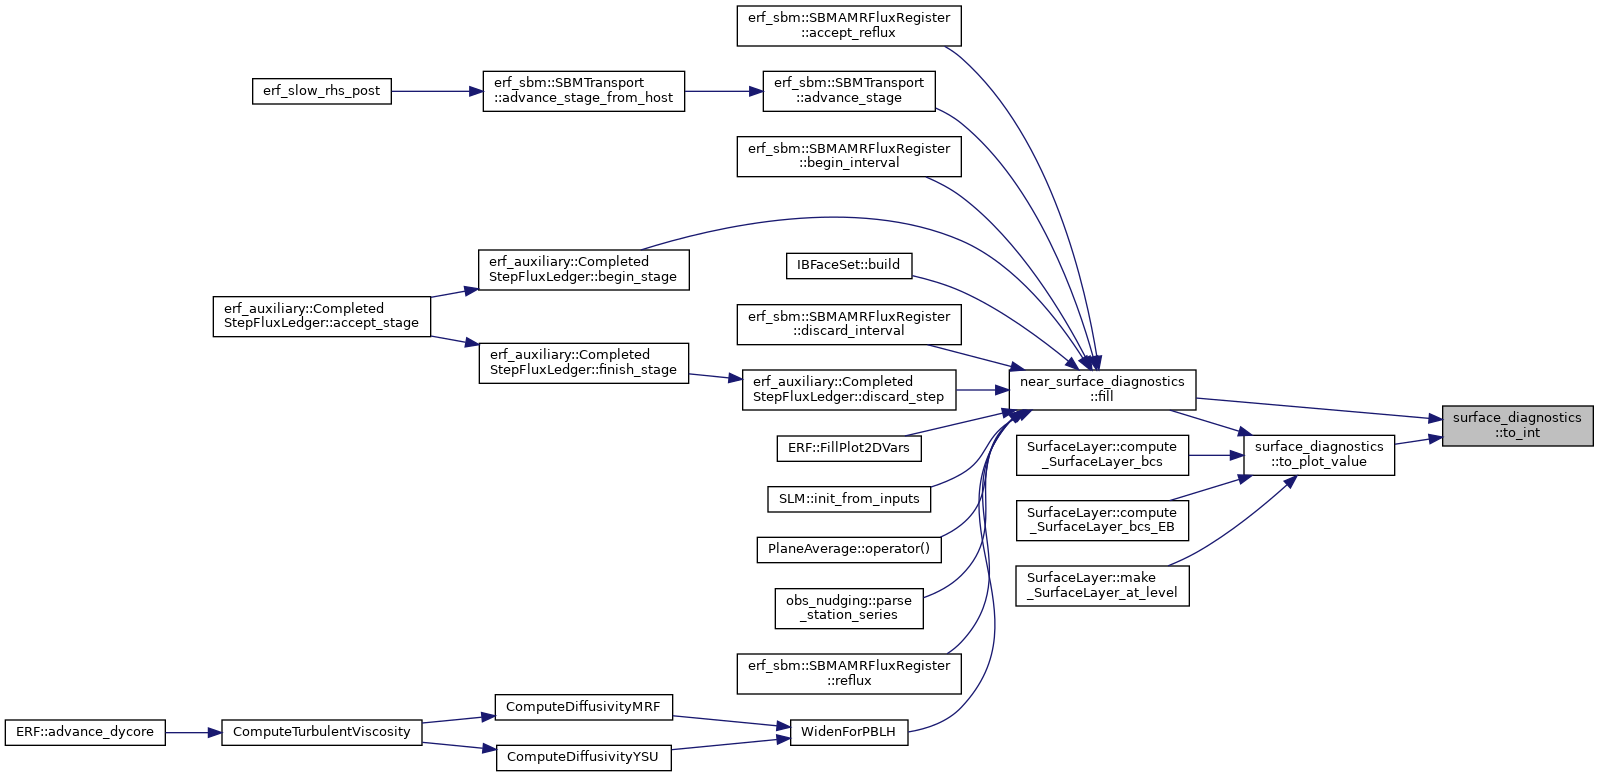 erf_sbm::SBMAMRFluxRegister
::accept_reflux
erf_slow_rhs_post
erf_sbm::SBMTransport
::advance_stage_from_host
erf_sbm::SBMTransport
::advance_stage
erf_sbm::SBMAMRFluxRegister
::begin_interval
erf_auxiliary::Completed
StepFluxLedger::begin_stage
IBFaceSet::build
erf_auxiliary::Completed
StepFluxLedger::accept_stage
erf_sbm::SBMAMRFluxRegister
::discard_interval
erf_auxiliary::Completed
StepFluxLedger::finish_stage
erf_auxiliary::Completed
StepFluxLedger::discard_step
near_surface_diagnostics
::fill
surface_diagnostics
::to_int
ERF::FillPlot2DVars
SurfaceLayer::compute
_SurfaceLayer_bcs
surface_diagnostics
::to_plot_value
SLM::init_from_inputs
SurfaceLayer::compute
_SurfaceLayer_bcs_EB
PlaneAverage::operator()
SurfaceLayer::make
_SurfaceLayer_at_level
obs_nudging::parse
_station_series
erf_sbm::SBMAMRFluxRegister
::reflux
ComputeDiffusivityMRF
ERF::advance_dycore
ComputeTurbulentViscosity
WidenForPBLH
ComputeDiffusivityYSU